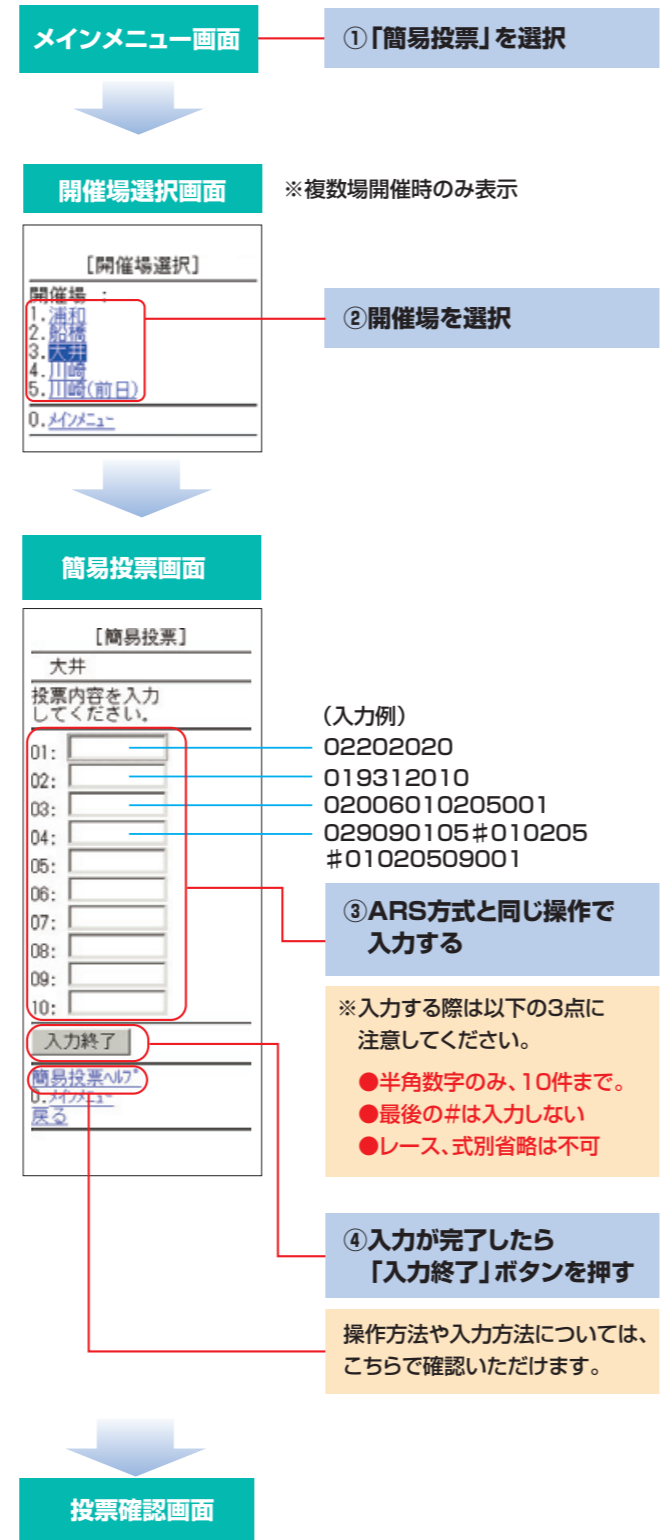 メインメニュー画面
①「簡易投票」を選択
開催場選択画面
※複数場開催時のみ表示
[開催場選択]
開催場 :
1.浦和
2.船橋
3.大井
4.川崎
5.川崎(前日)
0.メインメニュー
②開催場を選択
簡易投票画面
[簡易投票]
大井
投票内容を入力
してください。
01:
02:
03:
04:
05:
06:
07:
08:
09:
10:
入力終了
簡易投票ヘルプ
0.メインメニュー
戻る
(入力例)
02202020
019312010
02006010205001
029090105♯010205
♯01020509001
③ARS方式と同じ操作で
入力する
※入力する際は以下の3点に
注意してください。
●半角数字のみ、10件まで。
●最後の#は入力しない
●レース、式別省略は不可
④入力が完了したら
「入力終了」ボタンを押す
操作方法や入力方法については、
こちらで確認いただけます。
投票確認画面